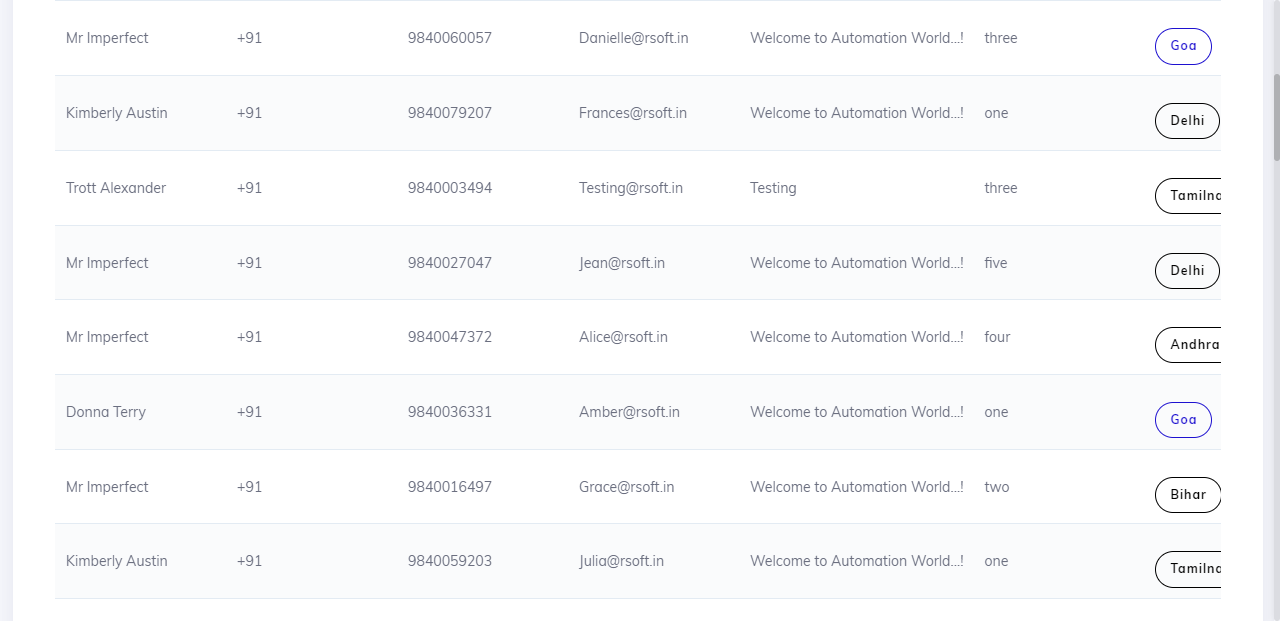 Mr Imperfect +91 9840060057 Danielle@rsoft.in Welcome to Automation World...! three Goa
Kimberly Austin +91 9840079207 Frances@rsoft.in Welcome to Automation World...! one Delhi
Trott Alexander +91 9840003494 Testing@rsoft.in Testing three Tamilna
Mr Imperfect +91 9840027047 Jean@rsoft.in Welcome to Automation World...! five Delhi
Mr Imperfect +91 9840047372 Alice@rsoft.in Welcome to Automation World...! four Andhra
Donna Terry +91 9840036331 Amber@rsoft.in Welcome to Automation World...! one Goa
Mr Imperfect +91 9840016497 Grace@rsoft.in Welcome to Automation World...! two Bihar
Kimberly Austin +91 9840059203 Julia@rsoft.in Welcome to Automation World...! one Tamilna